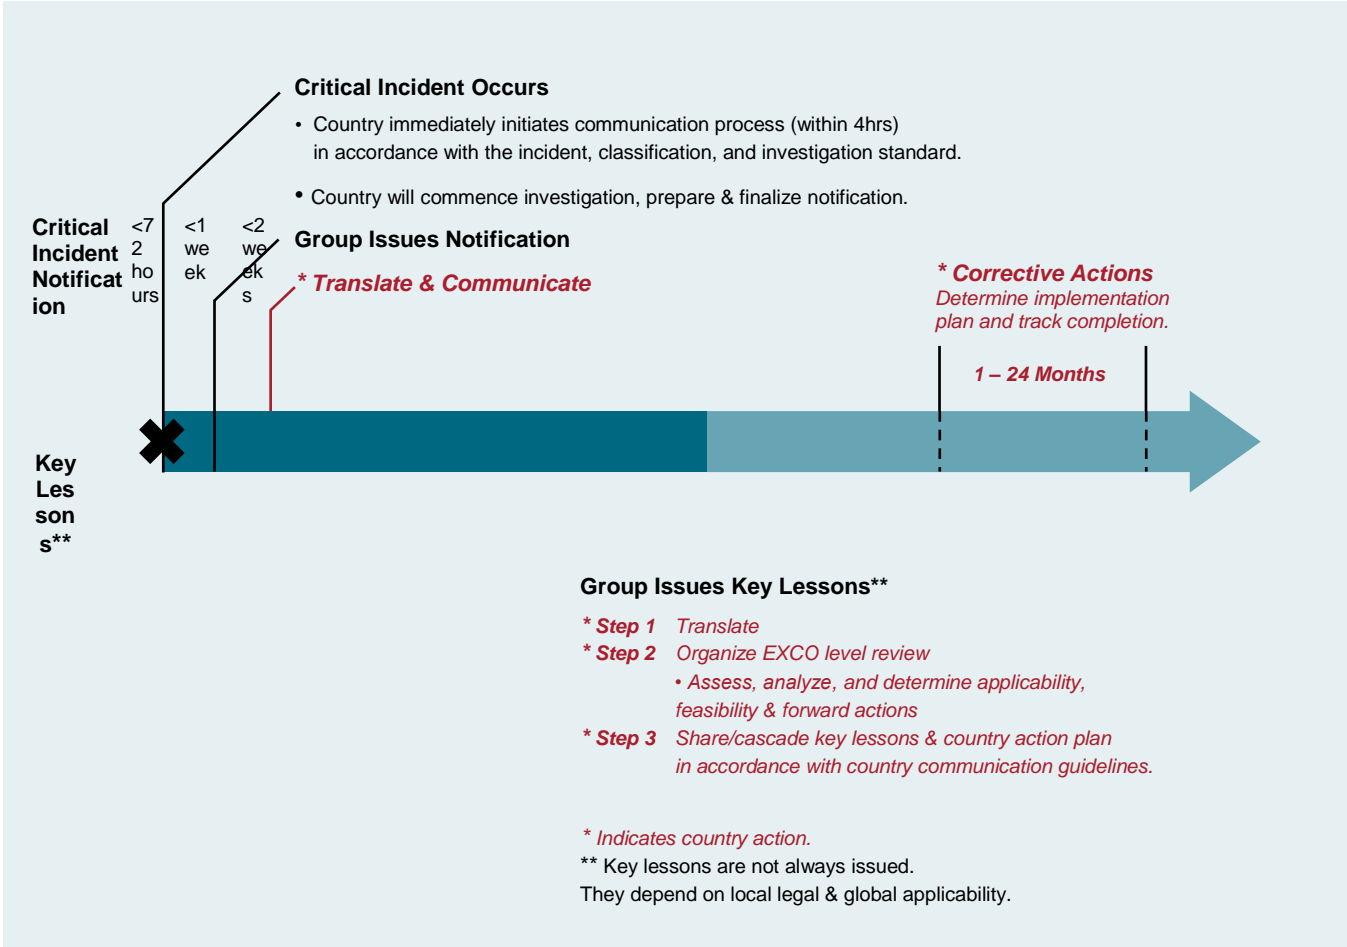 Critical Incident Occurs
• Country immediately initiates communication process (within 4hrs)
in accordance with the incident, classification, and investigation standard.
• Country will commence investigation, prepare & finalize notification.
Critical
Incident
Notificat
ion
<7
2
ho
urs
<1
we
ek
<2
we
ek
s
Group Issues Notification
* Translate & Communicate
* Corrective Actions
Determine implementation
plan and track completion.
1 – 24 Months
Key
Les
son
s**
Group Issues Key Lessons**
* Step 1 Translate
* Step 2 Organize EXCO level review
• Assess, analyze, and determine applicability,
feasibility & forward actions
* Step 3 Share/cascade key lessons & country action plan
in accordance with country communication guidelines.
* Indicates country action.
** Key lessons are not always issued.
They depend on local legal & global applicability.